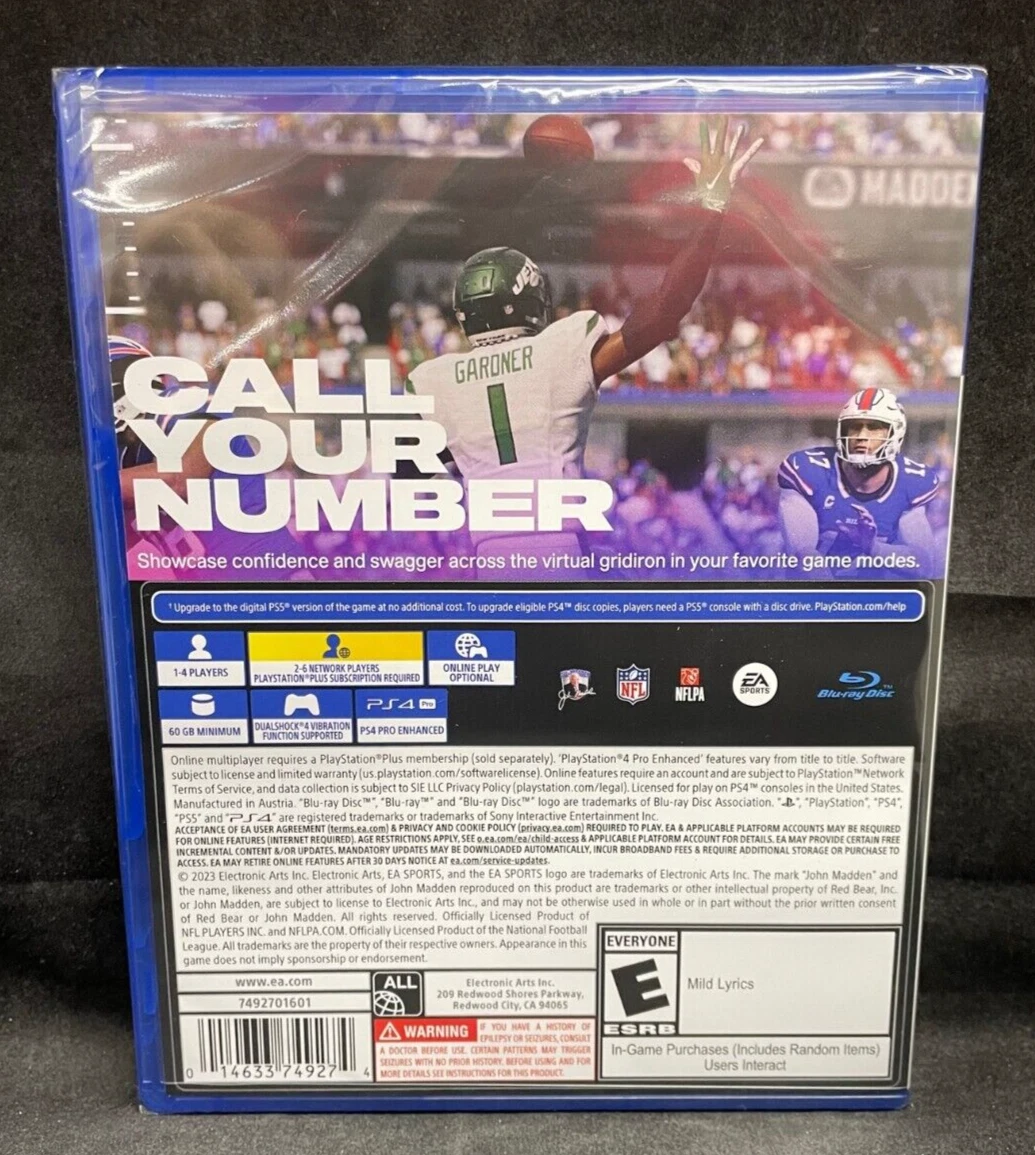 MADDE
JETS
GARDNER
1
CALL
YOUR
NUMBER
17
17
C
Showcase confidence and swagger across the virtual gridiron in your favorite game modes.
† Upgrade to the digital PS5® version of the game at no additional cost. To upgrade eligible PS4™ disc copies, players need a PS5® console with a disc drive. PlayStation.com/help
1-4 PLAYERS
2-6 NETWORK PLAYERS
PLAYSTATION®PLUS SUBSCRIPTION REQUIRED
ONLINE PLAY
OPTIONAL
60 GB MINIMUM
DUALSHOCK®4 VIBRATION
FUNCTION SUPPORTED
PS4 Pro
PS4 PRO ENHANCED
NFL
NFLPA
EA
SPORTS
Blu-ray Disc™
Online multiplayer requires a PlayStation®Plus membership (sold separately). 'PlayStation®4 Pro Enhanced' features vary from title to title. Software
subject to license and limited warranty (us.playstation.com/softwarelicense). Online features require an account and are subject to PlayStation™Network
Terms of Service, and data collection is subject to SIE LLC Privacy Policy (playstation.com/legal). Licensed for play on PS4™ consoles in the United States.
Manufactured in Austria. "Blu-ray Disc™", "Blu-ray™" and "Blu-ray Disc™" logo are trademarks of Blu-ray Disc Association. "PS", "PlayStation", "PS4",
"PS5" and "PS4" are registered trademarks or trademarks of Sony Interactive Entertainment Inc.
ACCEPTANCE OF EA USER AGREEMENT (terms.ea.com) & PRIVACY AND COOKIE POLICY (privacy.ea.com) REQUIRED TO PLAY. EA & APPLICABLE PLATFORM ACCOUNTS MAY BE REQUIRED
FOR ONLINE FEATURES (INTERNET REQUIRED). AGE RESTRICTIONS APPLY, SEE o.ea.com/ea/child-access & APPLICABLE PLATFORM ACCOUNT FOR DETAILS. EA MAY PROVIDE CERTAIN FREE
INCREMENTAL CONTENT &/OR UPDATES. MANDATORY UPDATES MAY BE DOWNLOADED AUTOMATICALLY, INCUR BROADBAND FEES & REQUIRE ADDITIONAL STORAGE OR PURCHASE TO
ACCESS. EA MAY RETIRE ONLINE FEATURES AFTER 30 DAYS NOTICE AT ea.com/service-updates.
© 2023 Electronic Arts Inc. Electronic Arts, EA SPORTS, and the EA SPORTS logo are trademarks of Electronic Arts Inc. The mark "John Madden" and
the name, likeness and other attributes of John Madden reproduced on this product are trademarks or other intellectual property of Red Bear, Inc.
or John Madden, are subject to license to Electronic Arts Inc., and may not be otherwise used in whole or in part without the prior written consent
of Red Bear or John Madden. All rights reserved. Officially Licensed Product of
NFL PLAYERS INC. and NFLPA.COM. Officially Licensed Product of the National Football
League. All trademarks are the property of their respective owners. Appearance in this
game does not imply sponsorship or endorsement.
www.ea.com
7492701601
ALL
Electronic Arts Inc.
209 Redwood Shores Parkway,
Redwood City, CA 94065
0 14633 74927 4
WARNING IF YOU HAVE A HISTORY OF
EPILEPSY OR SEIZURES, CONSULT
A DOCTOR BEFORE USE. CERTAIN PATTERNS MAY TRIGGER
SEIZURES WITH NO PRIOR HISTORY. BEFORE USING AND FOR
MORE DETAILS SEE INSTRUCTIONS FOR THIS PRODUCT.
EVERYONE
E
ESRB
Mild Lyrics
In-Game Purchases (Includes Random Items)
Users Interact